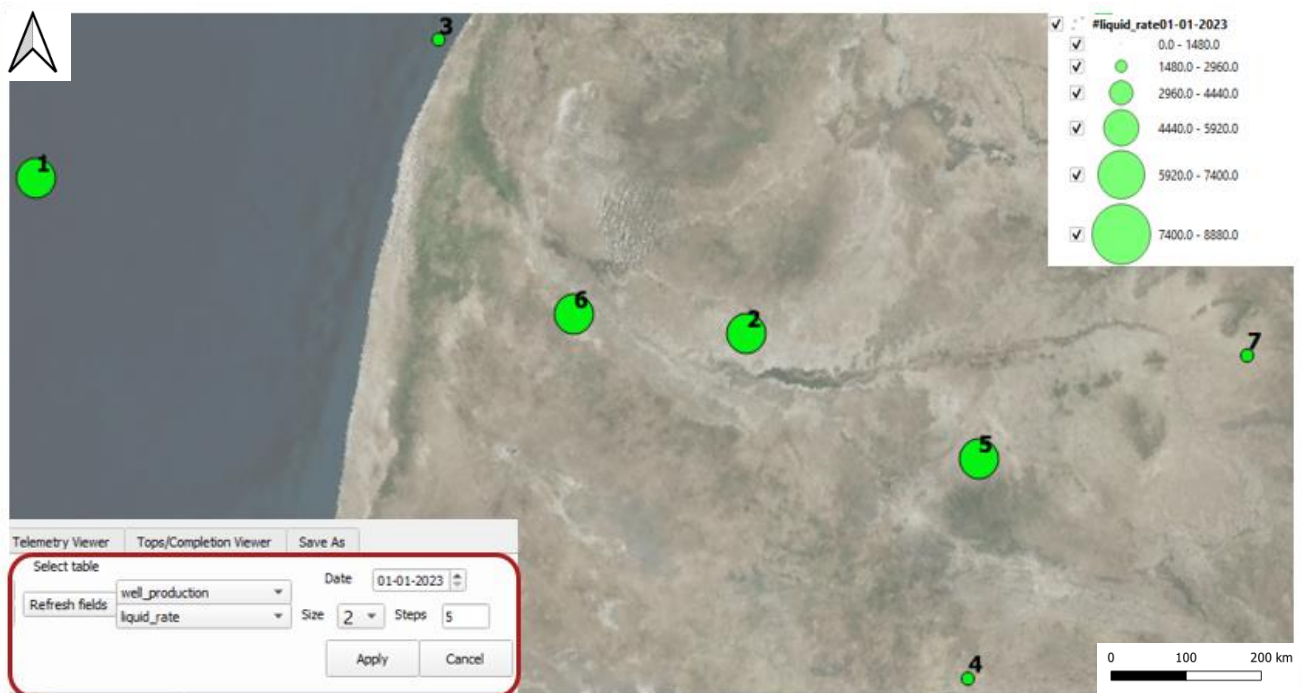 3
#liquid_rate01-01-2023
0.0 - 1480.0
1480.0 - 2960.0
2960.0 - 4440.0
4440.0 - 5920.0
5920.0 - 7400.0
7400.0 - 8880.0
1
6
2
7
5
4
Telemetry Viewer Tops/Completion Viewer Save As
Select table
Date 01-01-2023
Refresh fields well_production
liquid_rate Size 2 Steps 5
Apply Cancel
0 100 200 km